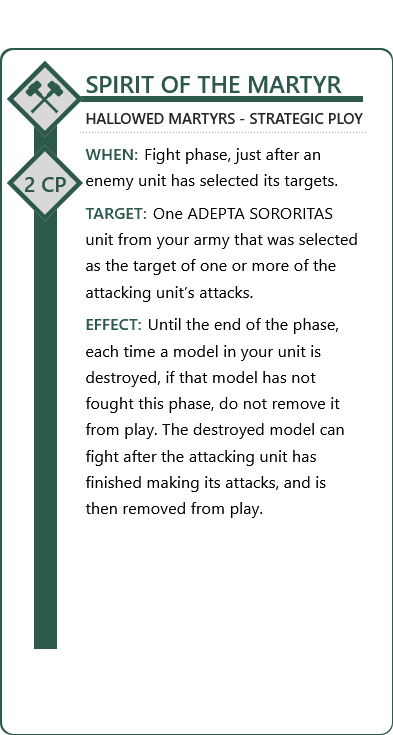 SPIRIT OF THE MARTYR
HALLOWED MARTYRS - STRATEGIC PLOY
2 CP
WHEN: Fight phase, just after an
enemy unit has selected its targets.
TARGET: One ADEPTA SORORITAS
unit from your army that was selected
as the target of one or more of the
attacking unit’s attacks.
EFFECT: Until the end of the phase,
each time a model in your unit is
destroyed, if that model has not
fought this phase, do not remove it
from play. The destroyed model can
fight after the attacking unit has
finished making its attacks, and is
then removed from play.